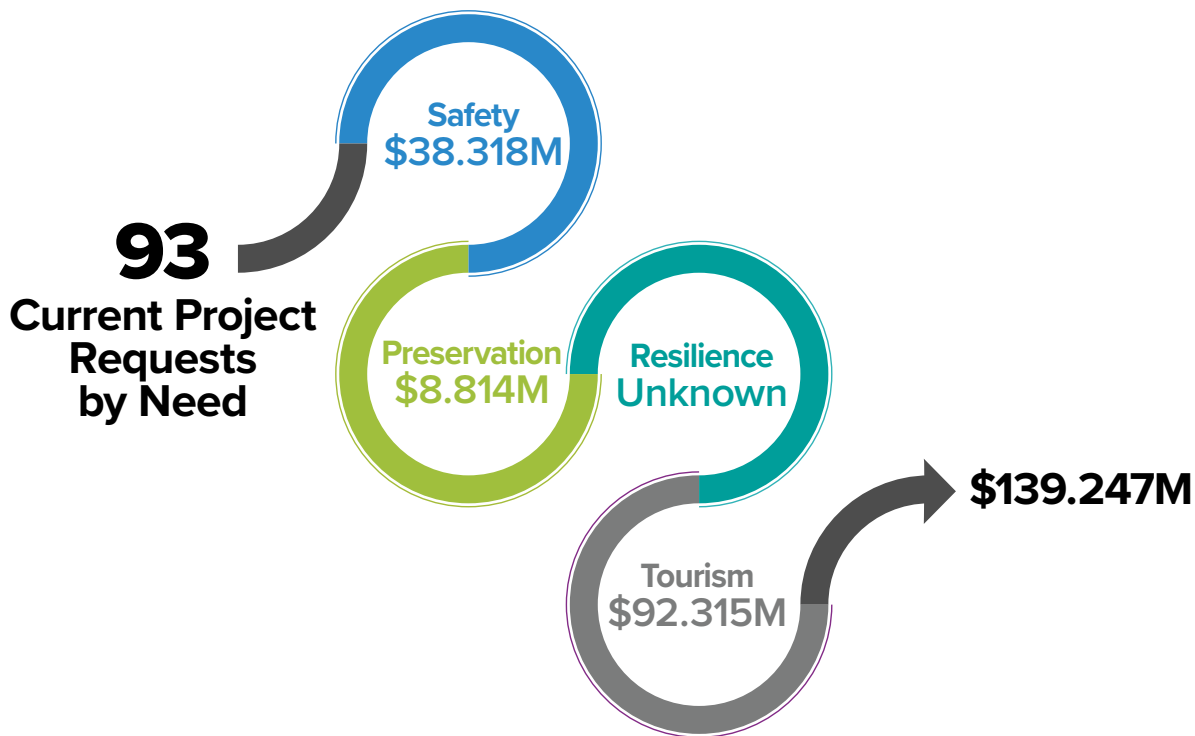 93
Current Project
Requests
by Need
Safety
$38.318M
Preservation
$8.814M
Resilience
Unknown
Tourism
$92.315M
$139.247M